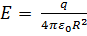 E = q / 4πε₀R²